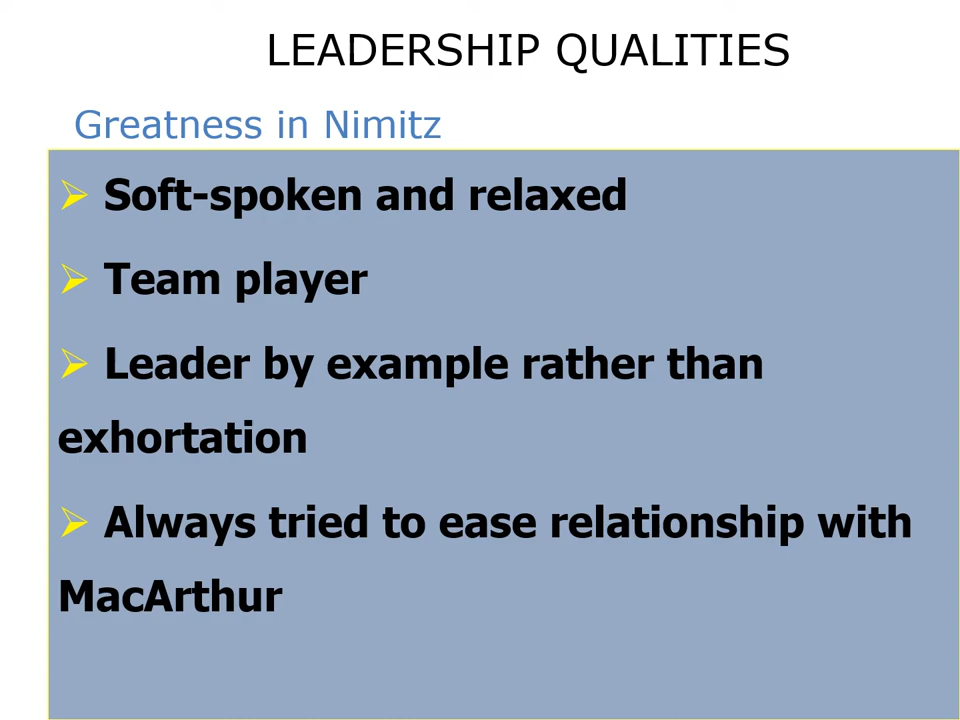 LEADERSHIP QUALITIES
Greatness in Nimitz
➢ Soft-spoken and relaxed
➢ Team player
➢ Leader by example rather than
exhortation
➢ Always tried to ease relationship with
MacArthur